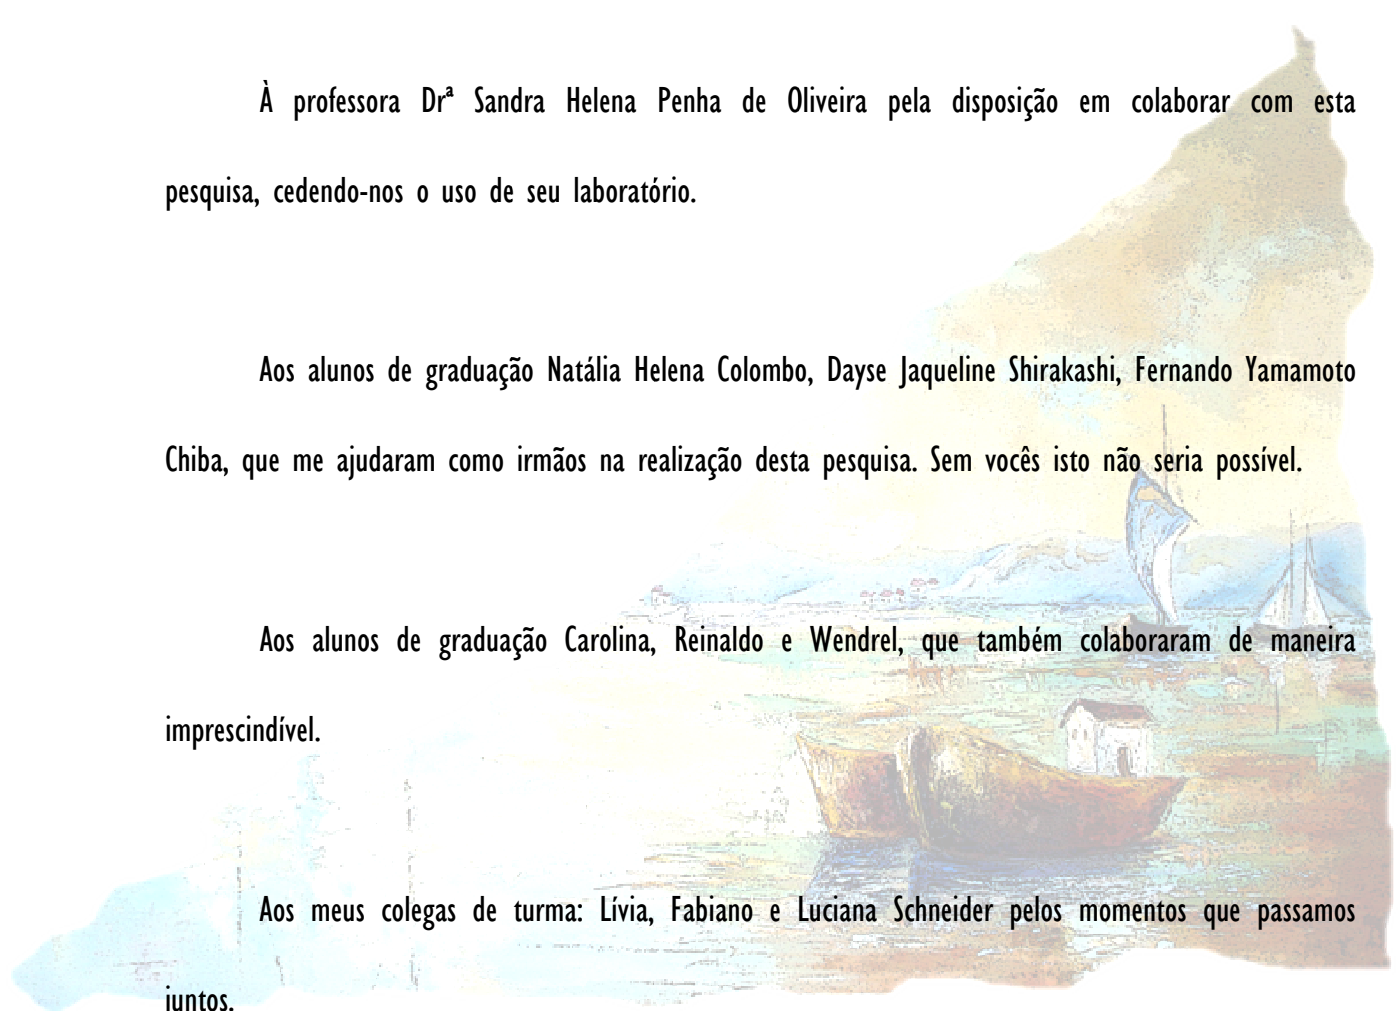 À professora Drª Sandra Helena Penha de Oliveira pela disposição em colaborar com esta
pesquisa, cedendo-nos o uso de seu laboratório.
Aos alunos de graduação Natália Helena Colombo, Dayse Jaqueline Shirakashi, Fernando Yamamoto
Chiba, que me ajudaram como irmãos na realização desta pesquisa. Sem vocês isto não seria possível.
Aos alunos de graduação Carolina, Reinaldo e Wendrel, que também colaboraram de maneira
imprescindível.
Aos meus colegas de turma: Lívia, Fabiano e Luciana Schneider pelos momentos que passamos
juntos.